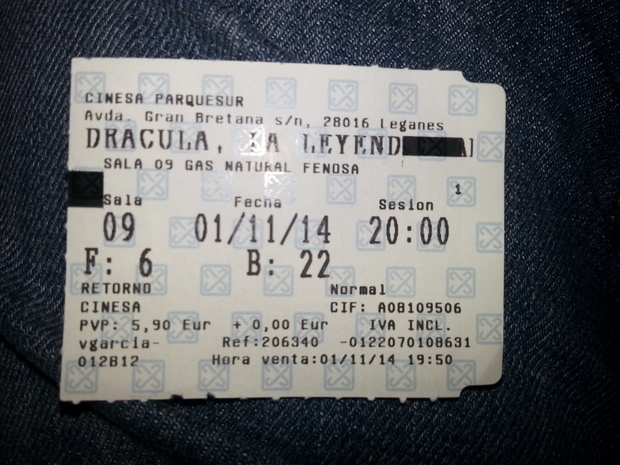 CINESA PARQUESUR
Avda. Gran Bretana s/n, 28016 Leganes
DRACULA, LA LEYEND
SALA 09 GAS NATURAL FENOSA
1
Sala Fecha Sesion
09 01/11/14 20:00
F: 6 B: 22
RETORNO Normal
CINESA CIF: A08109506
PVP: 5,90 Eur + 0,00 Eur IVA INCL.
vgarcia- Ref:206340 -0122070108631
012B12 Hora venta:01/11/14 19:50